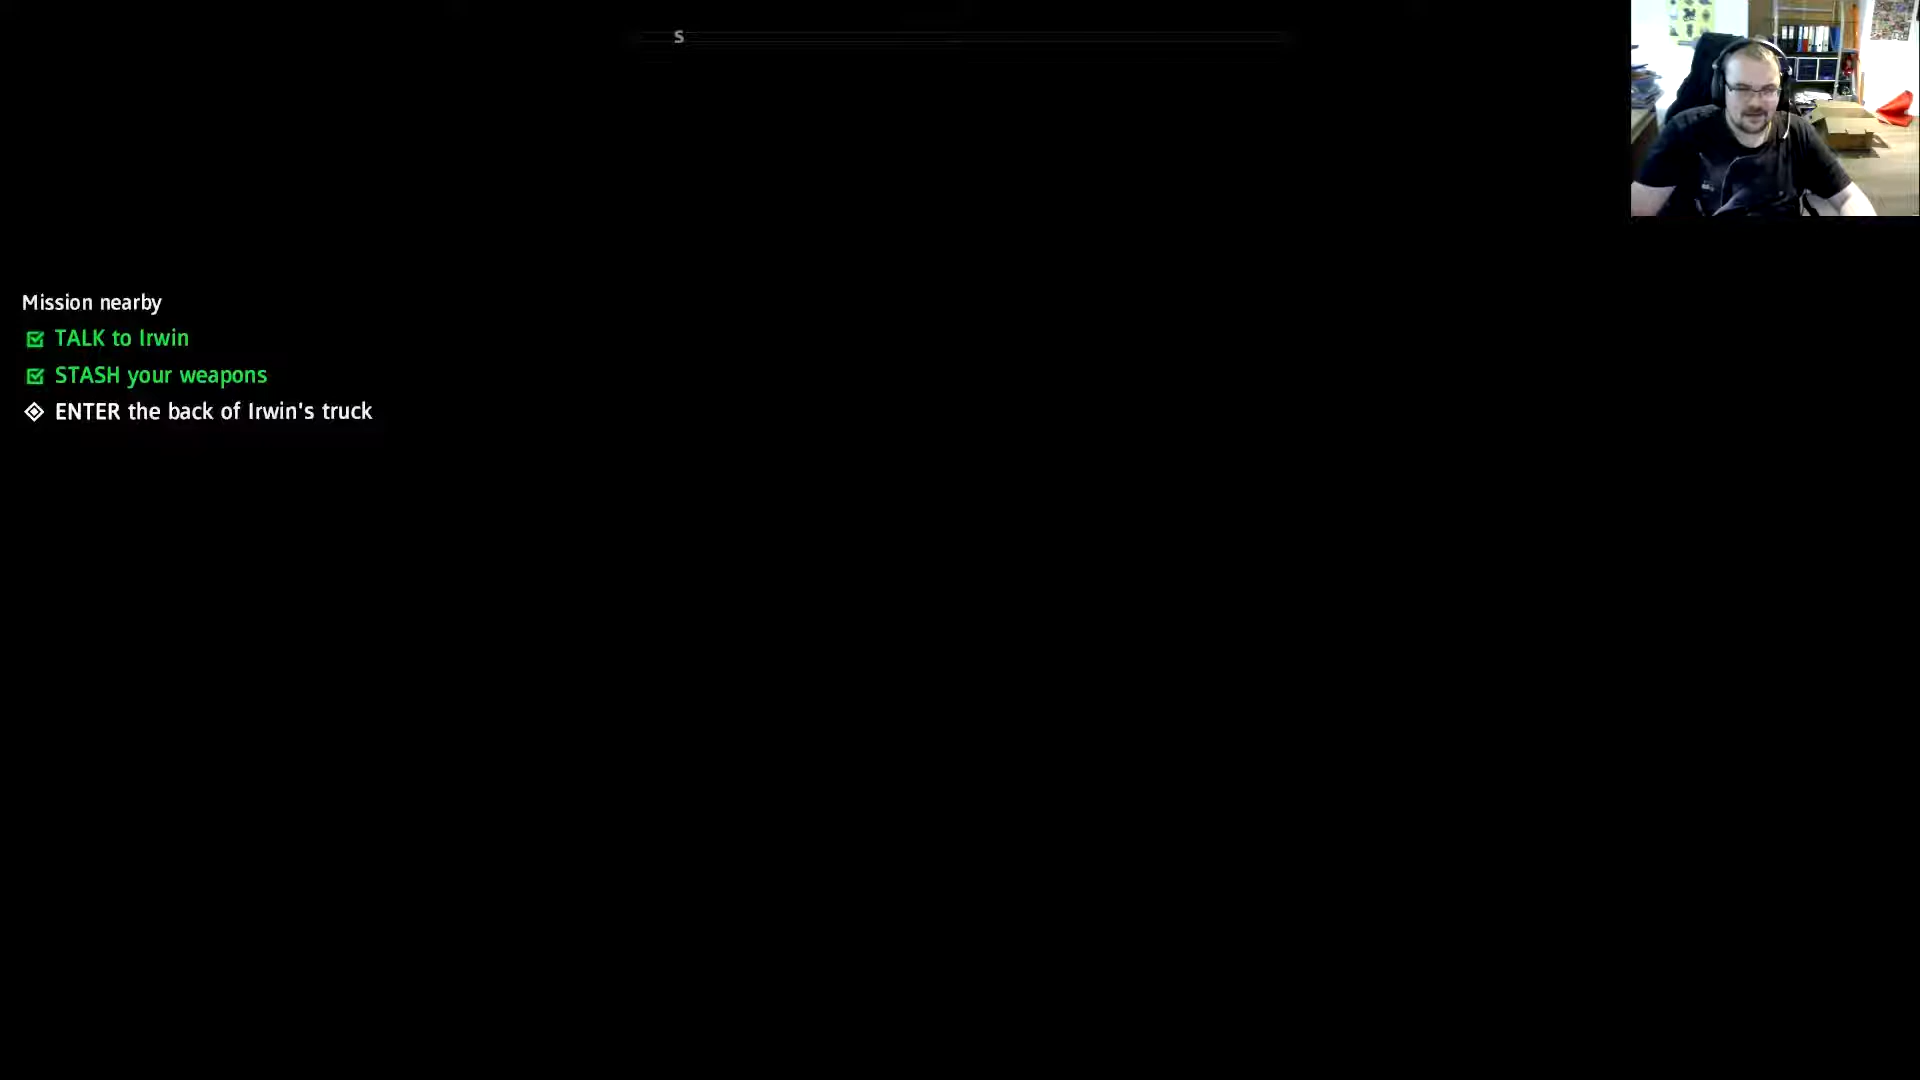 S
Mission nearby
TALK to Irwin
STASH your weapons
ENTER the back of Irwin's truck